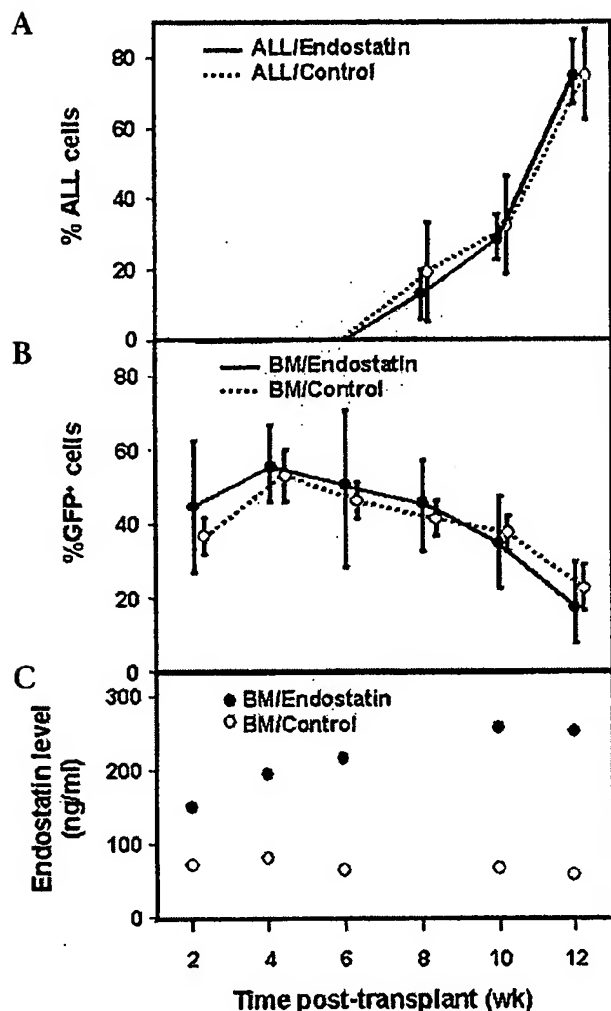 A
ALL/Endostatin
ALL/Control
% ALL cells
80
60
40
20
0
B
BM/Endostatin
BM/Control
%GFP+ cells
80
60
40
20
0
C
BM/Endostatin
BM/Control
Endostatin level
(ng/ml)
300
200
100
0
2 4 6 8 10 12
Time post-transplant (wk)